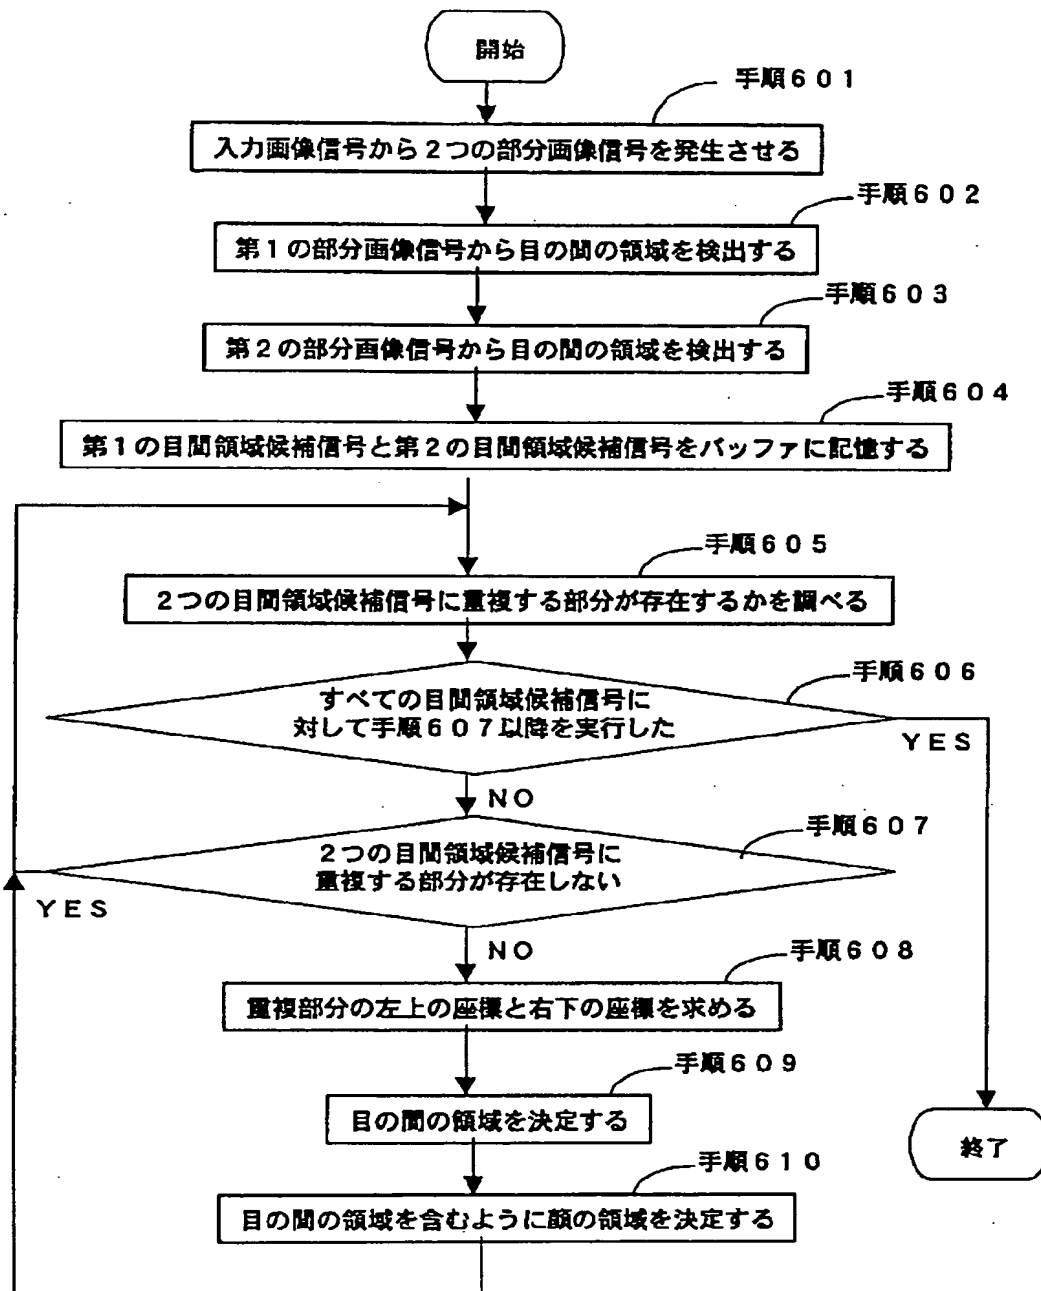 開始
手順601
入力画像信号から2つの部分画像信号を発生させる
手順602
第1の部分画像信号から目の間の領域を検出する
手順603
第2の部分画像信号から目の間の領域を検出する
手順604
第1の目間領域候補信号と第2の目間領域候補信号をバッファに記憶する
手順605
2つの目間領域候補信号に重複する部分が存在するかを調べる
手順606
すべての目間領域候補信号に
対して手順607以降を実行した
YES
NO
手順607
2つの目間領域候補信号に
重複する部分が存在しない
YES
NO
手順608
重複部分の左上の座標と右下の座標を求める
手順609
目の間の領域を決定する
終了
手順610
目の間の領域を含むように顔の領域を決定する